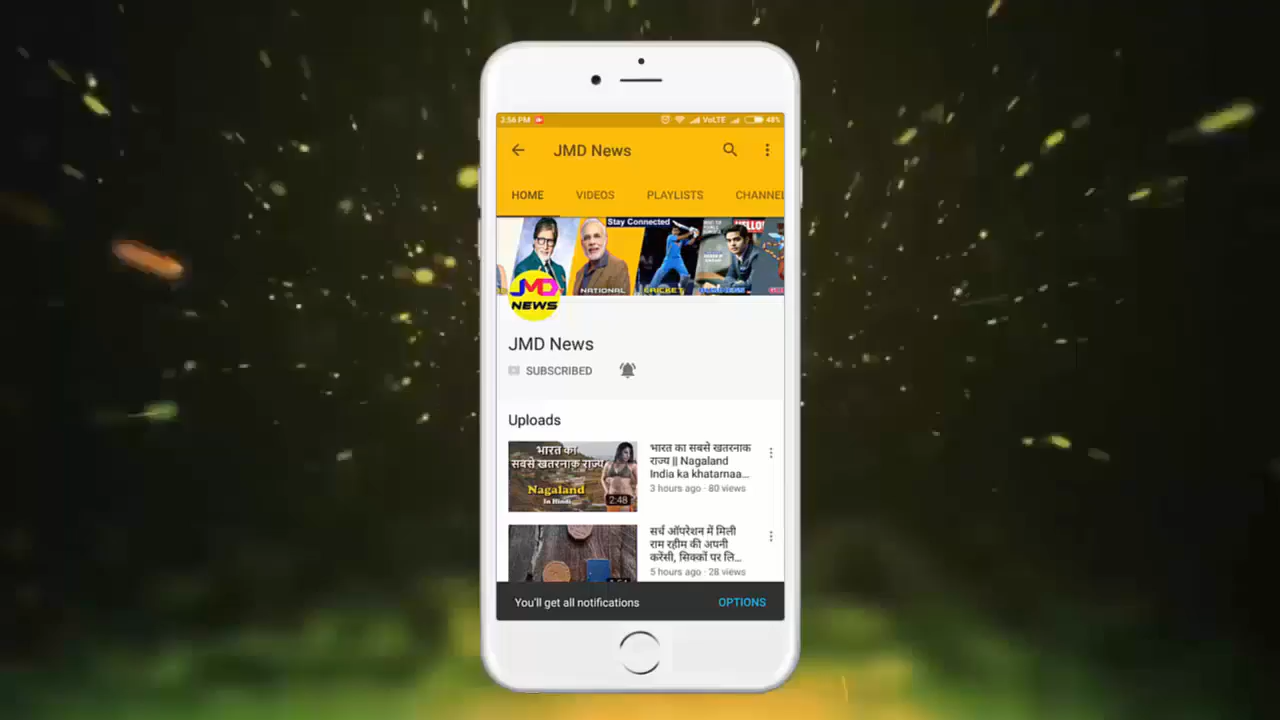 2:56 PM
VoLTE
48%
JMD News
HOME
VIDEOS
PLAYLISTS
CHANNEL
Stay Connected
HELLO!
NATIONAL
CRICKET
JMD
NEWS
JMD News
SUBSCRIBED
Uploads
भारत का
सबसे खतरनाक राज्य
Nagaland
In Hindi
2:48
भारत का सबसे खतरनाक
राज्य || Nagaland
India ka khatarnaa...
3 hours ago · 80 views
सर्च ऑपरेशन में मिली
राम रहीम की अपनी
करेंसी, सिक्कों पर लि...
5 hours ago · 28 views
You'll get all notifications
OPTIONS